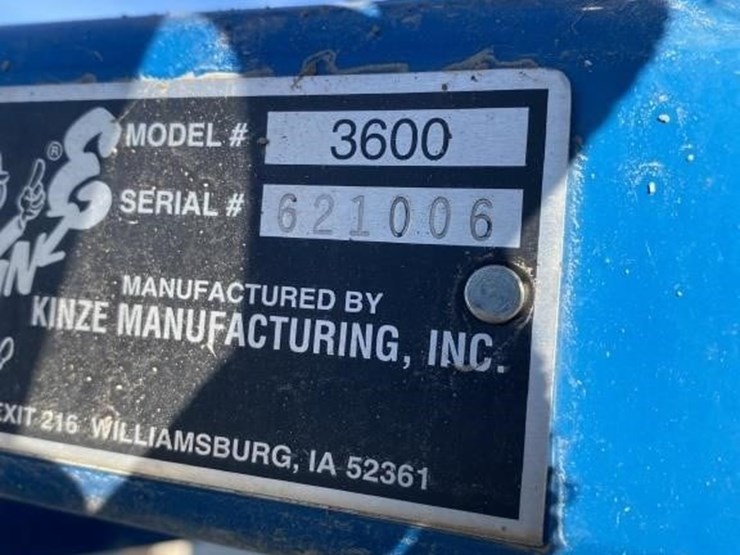 MODEL # 3600
SERIAL # 621006
®
MANUFACTURED BY
KINZE MANUFACTURING, INC.
EXIT 216 WILLIAMSBURG, IA 52361